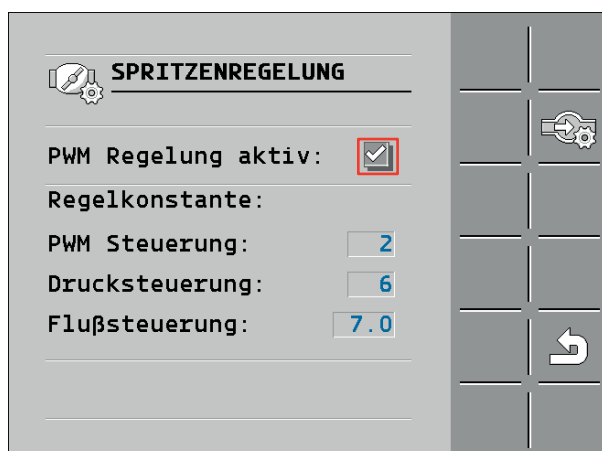 SPRITZENREGELUNG
PWM Regelung aktiv:
Regelkonstante:
PWM Steuerung: 2
Drucksteuerung: 6
Flußsteuerung: 7.0